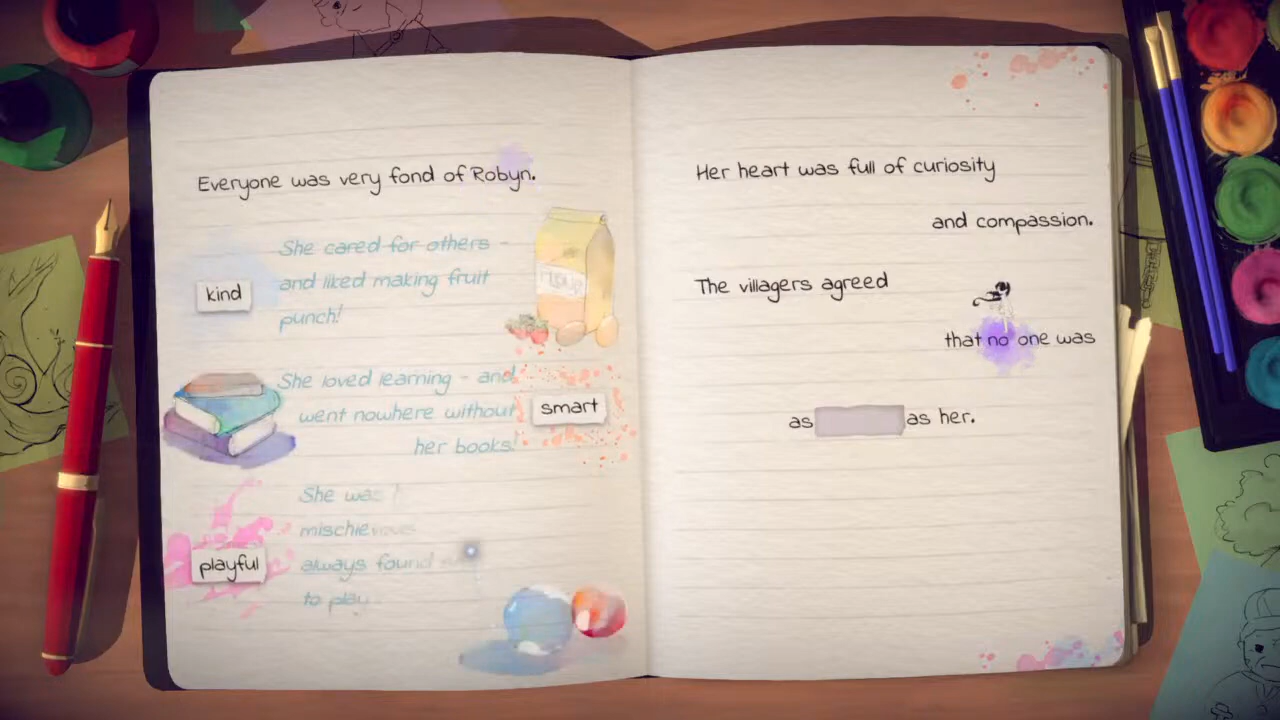 Everyone was very fond of Robyn.
She cared for others -
and liked making fruit
punch!
kind
FLOUR
She loved learning - and
went nowhere without
her books!
smart
She was
mischievous
always found
to play
playful
Her heart was full of curiosity
and compassion.
The villagers agreed
that no one was
as as her.